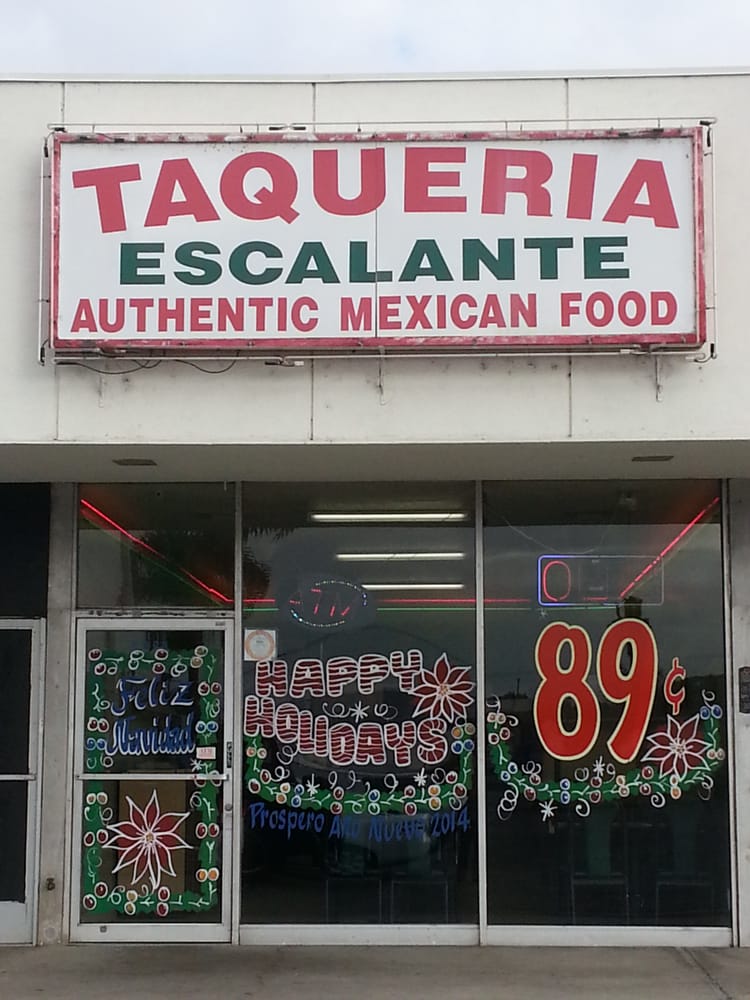 TAQUERIA
ESCALANTE
AUTHENTIC MEXICAN FOOD
Feliz
Navidad
HAPPY
HOLIDAYS
Prospero Año Nuevo 2014
89¢